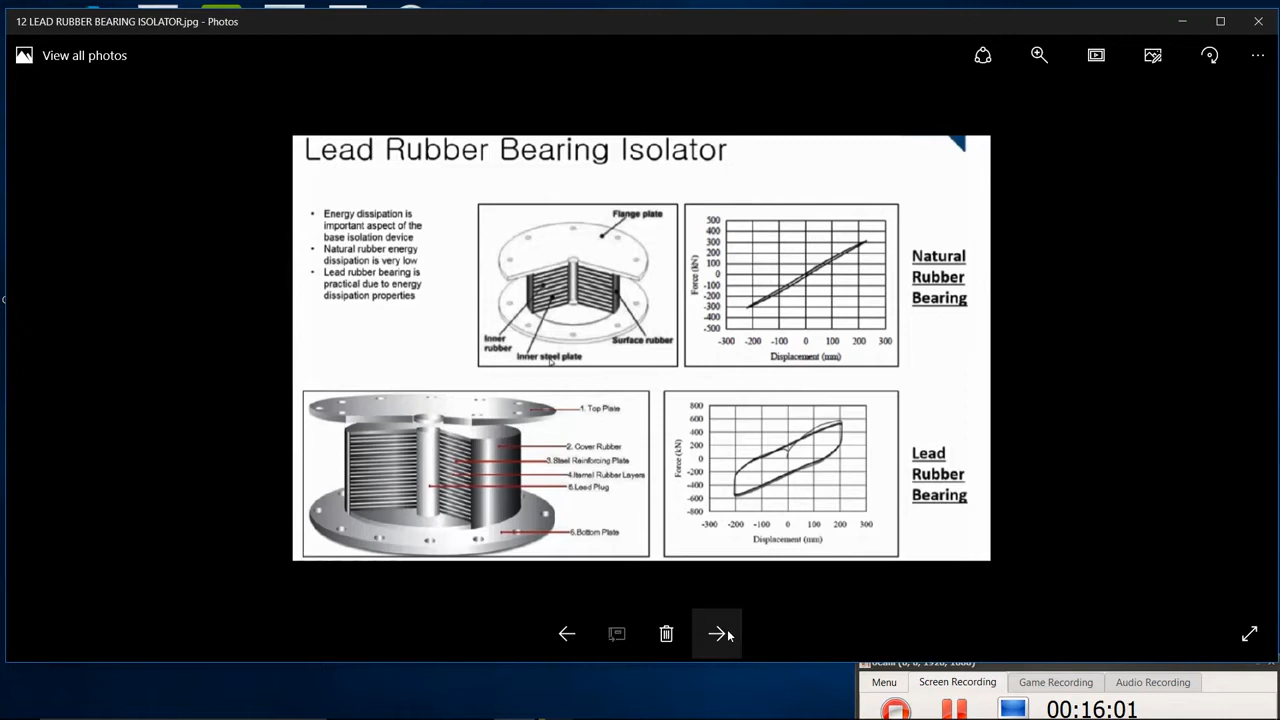 12 LEAD RUBBER BEARING ISOLATOR.jpg - Photos
View all photos
Lead Rubber Bearing Isolator
• Energy dissipation is
important aspect of the
base isolation device
• Natural rubber energy
dissipation is very low
• Lead rubber bearing is
practical due to energy
dissipation properties
Flange plate
Inner
rubber
Inner steel plate
Surface rubber
500
400
300
200
100
0
-100
-200
-300
-400
-500
Force (kN)
-300 -200 -100 0 100 200 300
Displacement (mm)
Natural
Rubber
Bearing
1. Top Plate
2. Cover Rubber
3.Steel Reinforcing Plate
Rubber Layers
Lead Plug
Bottom Plate
800
600
400
200
0
-200
-400
-600
-800
Force (kN)
-300 -200 -100 0 100 200 300
Displacement (mm)
Lead
Rubber
Bearing
Menu Screen Recording Game Recording Audio Recording
00:16:01